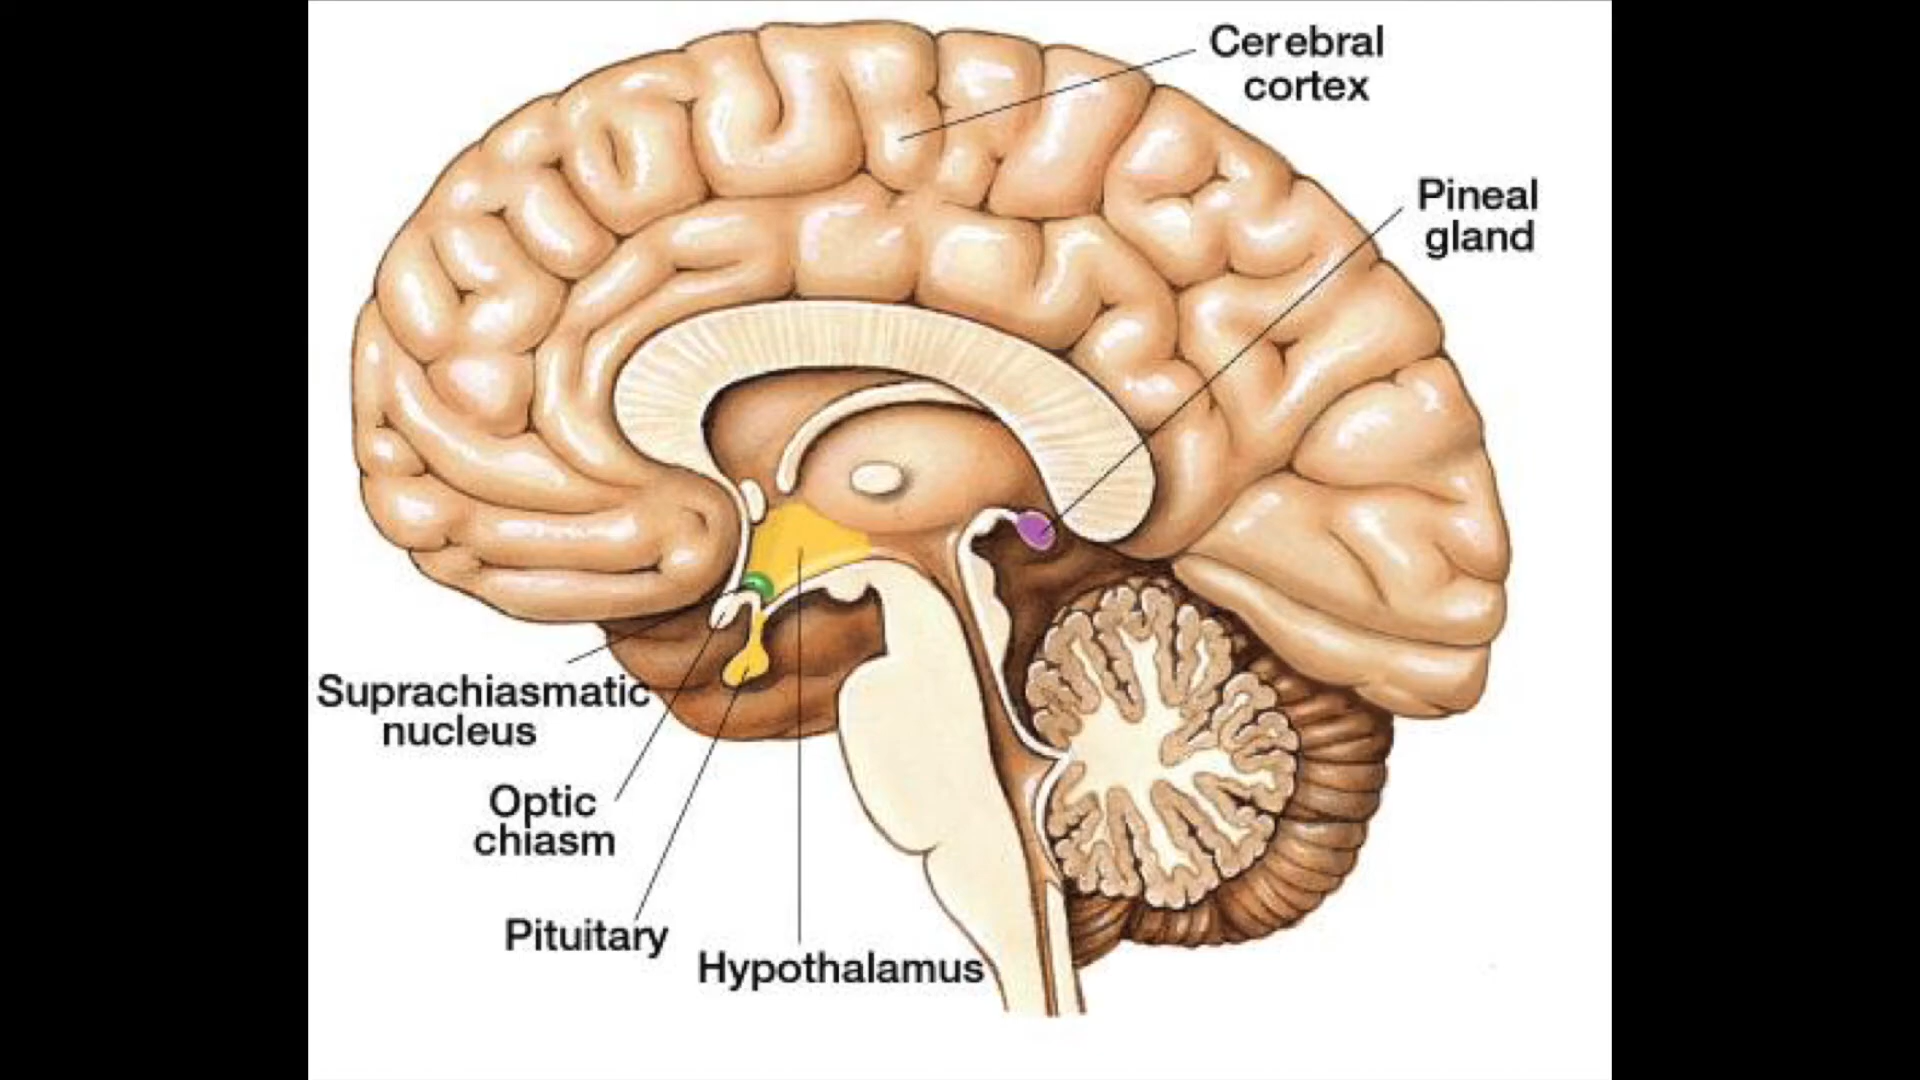 Cerebral
cortex
Pineal
gland
Suprachiasmatic
nucleus
Optic
chiasm
Pituitary
Hypothalamus